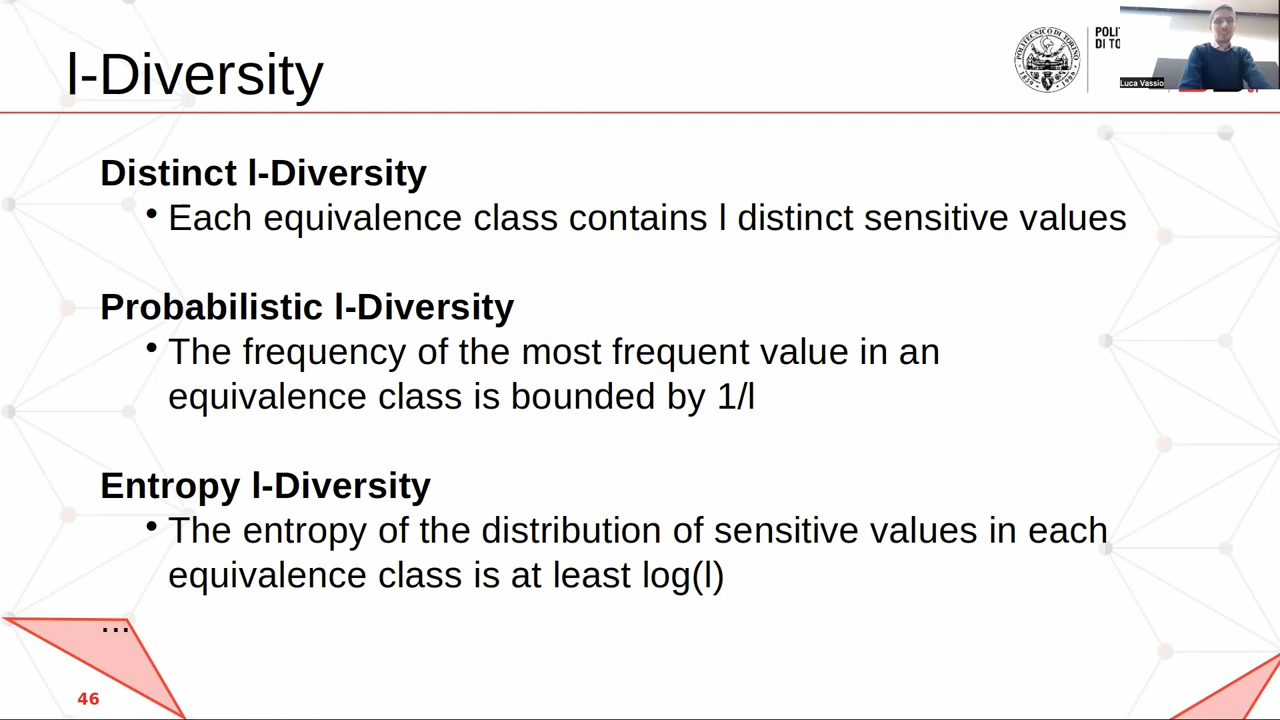 l-Diversity
POLI
DI TO
Luca Vassio
Distinct l-Diversity
• Each equivalence class contains l distinct sensitive values
Probabilistic l-Diversity
• The frequency of the most frequent value in an
equivalence class is bounded by 1/l
Entropy l-Diversity
• The entropy of the distribution of sensitive values in each
equivalence class is at least log(l)
...
46